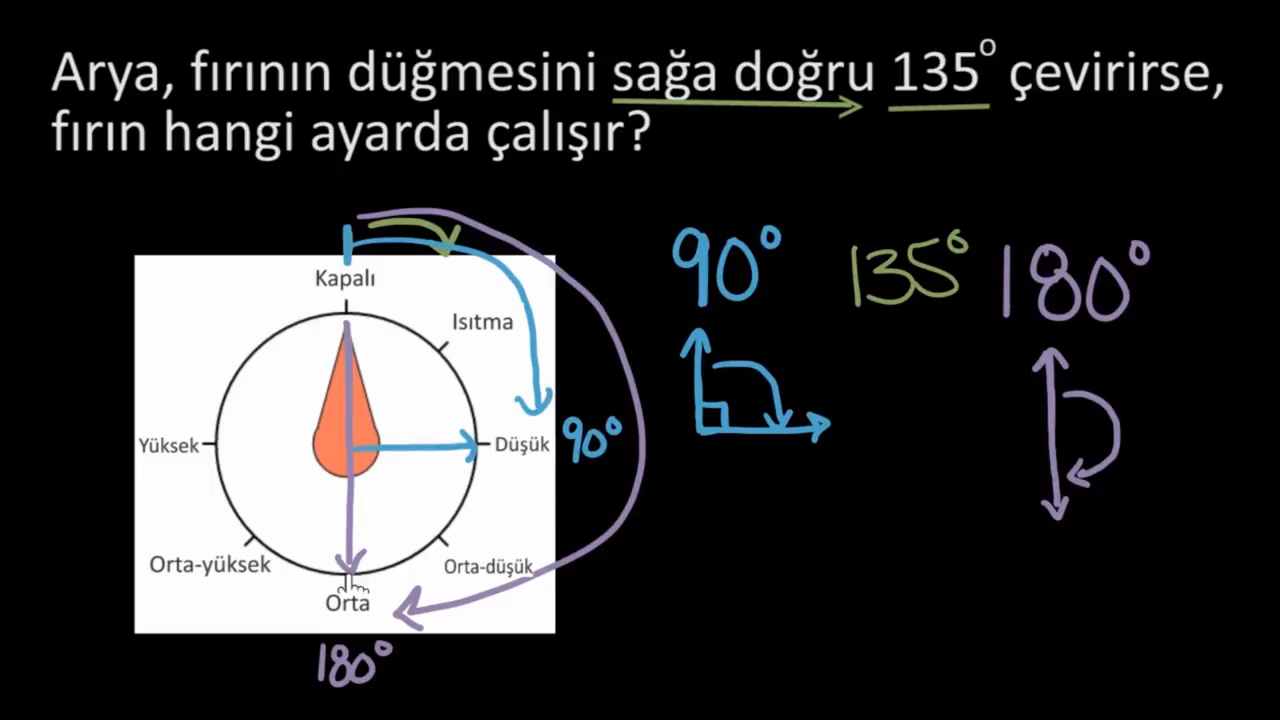 Arya, fırının düğmesini sağa doğru 135° çevirirse,
fırın hangi ayarda çalışır?
90° 135° 180°
Kapalı
Isıtma
Yüksek Düşük 90°
Orta-yüksek Orta-düşük
Orta
180°